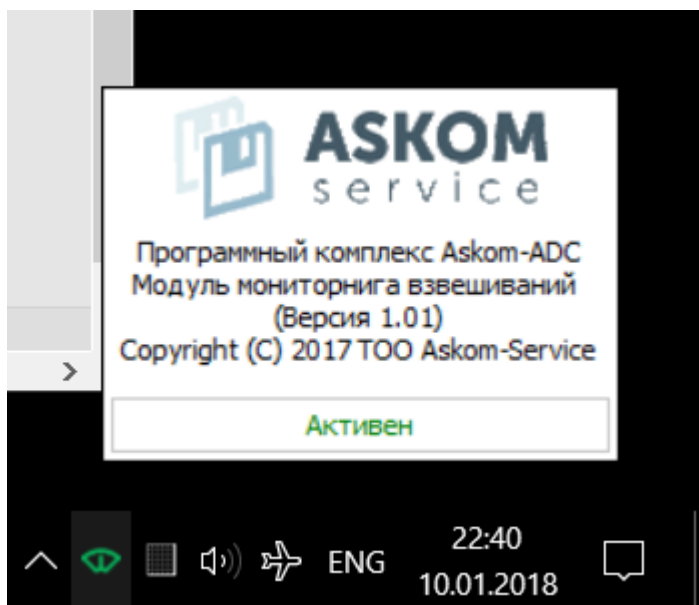 ASKOM
service
Программный комплекс Askom-ADC
Модуль мониторнига взвешиваний
(Версия 1.01)
Copyright (C) 2017 ТОО Askom-Service
Активен
ENG
22:40
10.01.2018